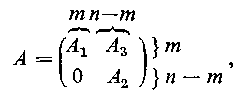 m n−m
A = ( A₁ A₃ ) } m
0 A₂ } n − m ,